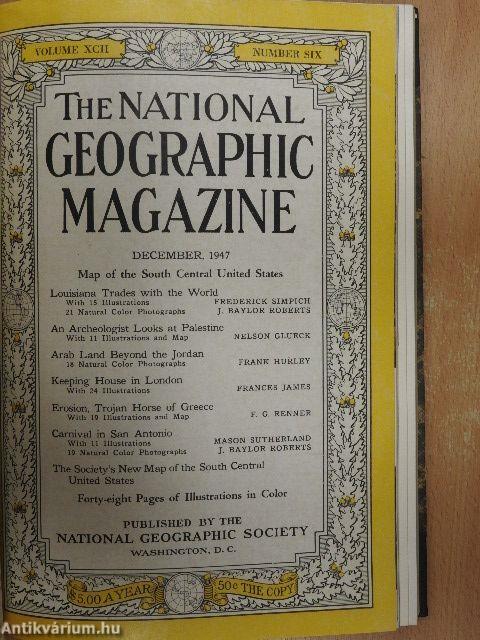 VOLUME XCII NUMBER SIX
THE NATIONAL
GEOGRAPHIC
MAGAZINE
DECEMBER, 1947
Map of the South Central United States
Louisiana Trades with the World
With 15 Illustrations FREDERICK SIMPICH
21 Natural Color Photographs J. BAYLOR ROBERTS
An Archeologist Looks at Palestine
With 11 Illustrations and Map NELSON GLUECK
Arab Land Beyond the Jordan
18 Natural Color Photographs FRANK HURLEY
Keeping House in London
With 24 Illustrations FRANCES JAMES
Erosion, Trojan Horse of Greece
With 19 Illustrations and Map F. G. RENNER
Carnival in San Antonio
With 11 Illustrations MASON SUTHERLAND
19 Natural Color Photographs J. BAYLOR ROBERTS
The Society's New Map of the South Central
United States
Forty-eight Pages of Illustrations in Color
PUBLISHED BY THE
NATIONAL GEOGRAPHIC SOCIETY
WASHINGTON, D. C.
$5.00 A YEAR 50c THE COPY
Antikvárium.hu